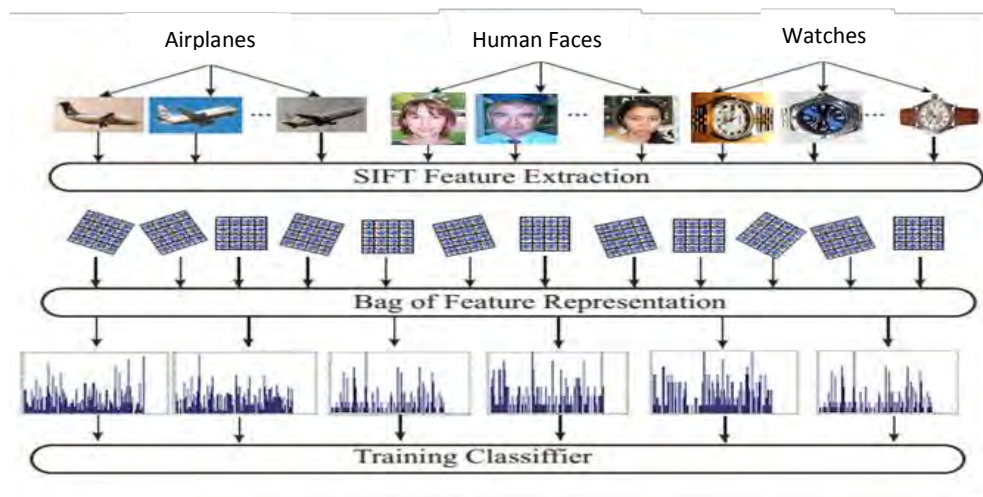 Airplanes
Human Faces
Watches
SIFT Feature Extraction
Bag of Feature Representation
Training Classiffier